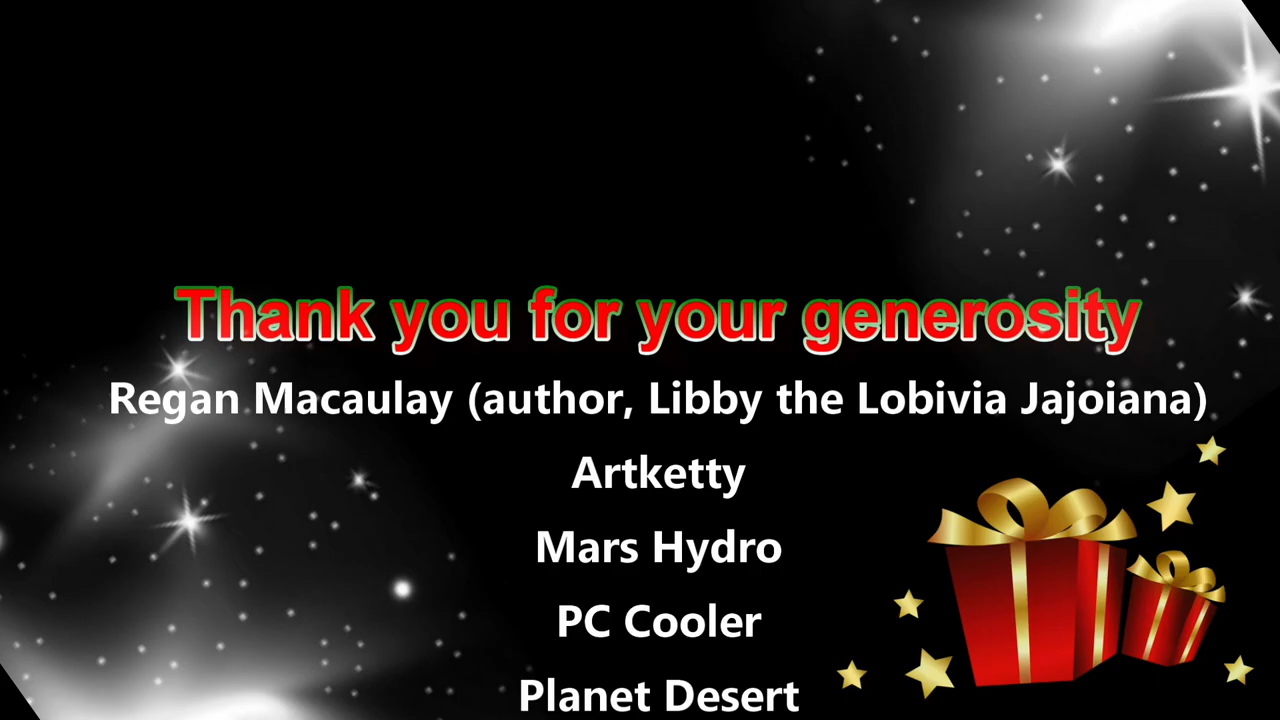 Thank you for your generosity
Regan Macaulay (author, Libby the Lobivia Jajoiana)
Artketty
Mars Hydro
PC Cooler
Planet Desert